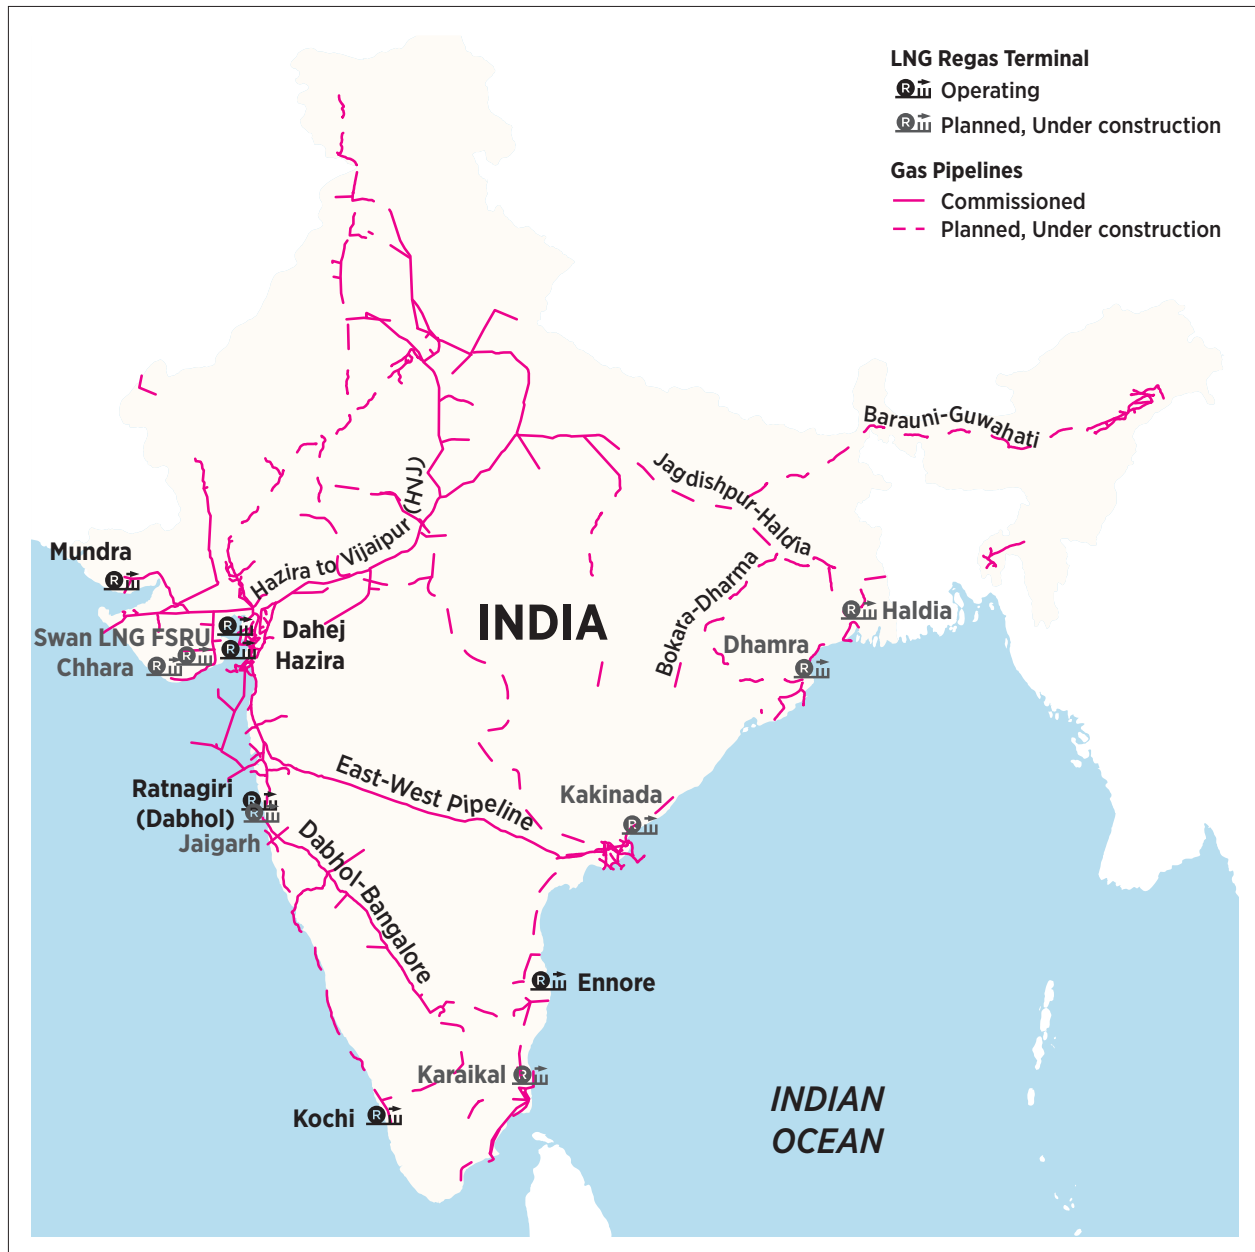 LNG Regas Terminal
R Operating
R Planned, Under construction
Gas Pipelines
Commissioned
Planned, Under construction
Barauni-Guwahati
Jagdishpur-Haldia
Hazira to Vijaipur (HVJ)
Mundra
R
Bokara-Dharma
INDIA
R Haldia
R
Dahej
Swan LNG FSRU
R
Dhamra
R
R
Hazira
Chhara
R
East-West Pipeline
Ratnagiri
(Dabhol)
R
R
Kakinada
R
Jaigarh
Dabhol-Bangalore
R Ennore
Karaikal R
Kochi R
INDIAN
OCEAN